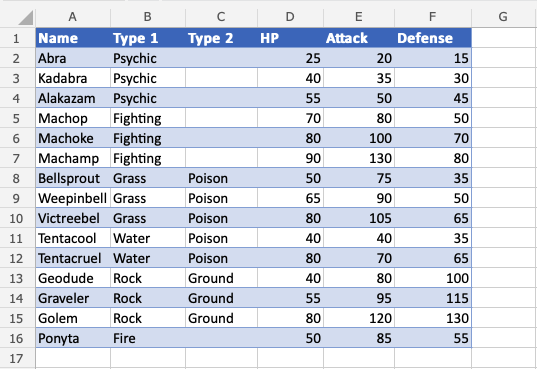 A B C D E F G
1 Name Type 1 Type 2 HP Attack Defense
2 Abra Psychic 25 20 15
3 Kadabra Psychic 40 35 30
4 Alakazam Psychic 55 50 45
5 Machop Fighting 70 80 50
6 Machoke Fighting 80 100 70
7 Machamp Fighting 90 130 80
8 Bellsprout Grass Poison 50 75 35
9 Weepinbell Grass Poison 65 90 50
10 Victreebel Grass Poison 80 105 65
11 Tentacool Water Poison 40 40 35
12 Tentacruel Water Poison 80 70 65
13 Geodude Rock Ground 40 80 100
14 Graveler Rock Ground 55 95 115
15 Golem Rock Ground 80 120 130
16 Ponyta Fire 50 85 55
17